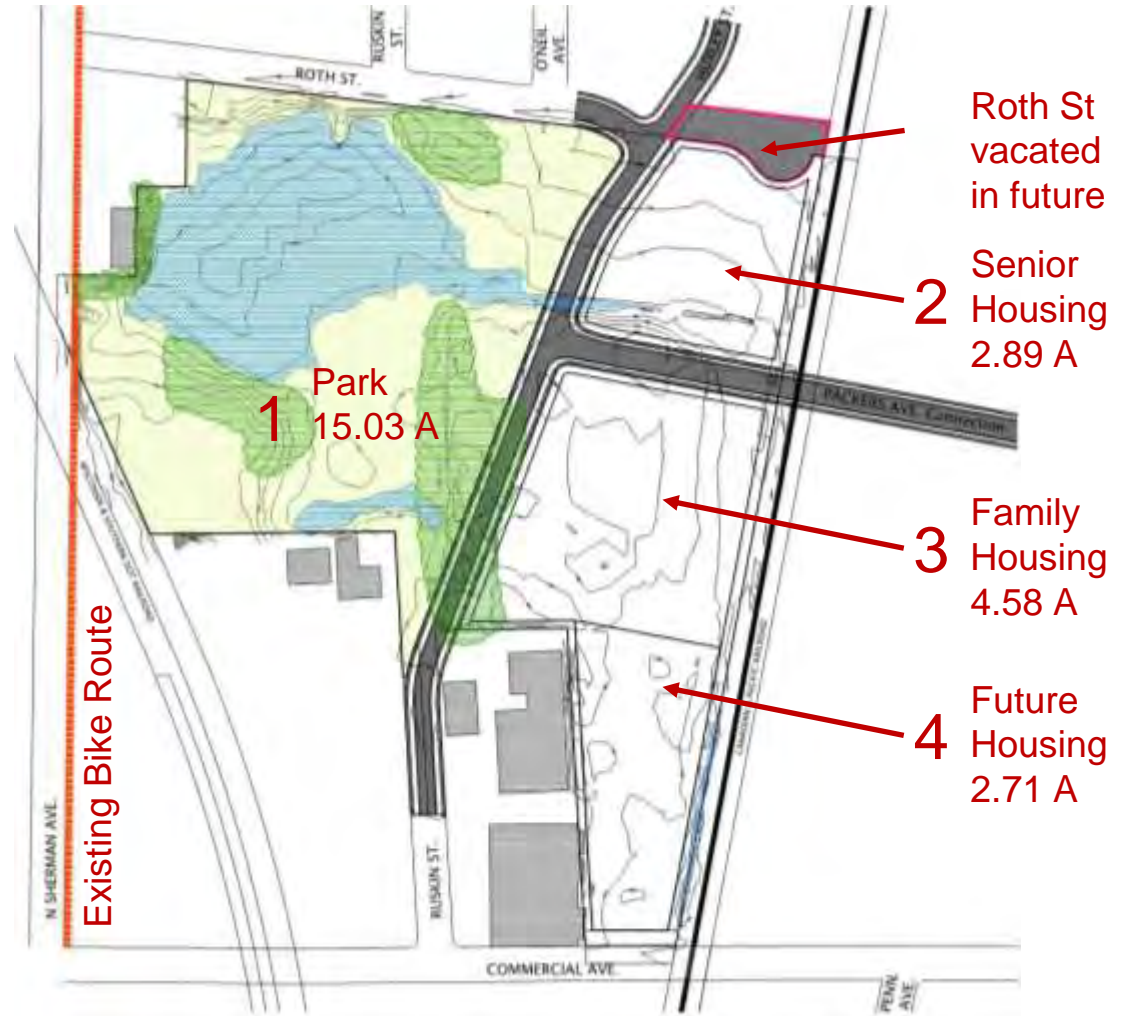 RUSKIN
ST.
O'NEIL
AVE.
HUXLEY ST.
ROTH ST.
Roth St
vacated
in future
2
Senior
Housing
2.89 A
PACKERS AVE. Connection
1
Park
15.03 A
3
Family
Housing
4.58 A
4
Future
Housing
2.71 A
Existing Bike Route
N SHERMAN AVE.
RUSKIN ST.
COMMERCIAL AVE.
PENN
AVE.